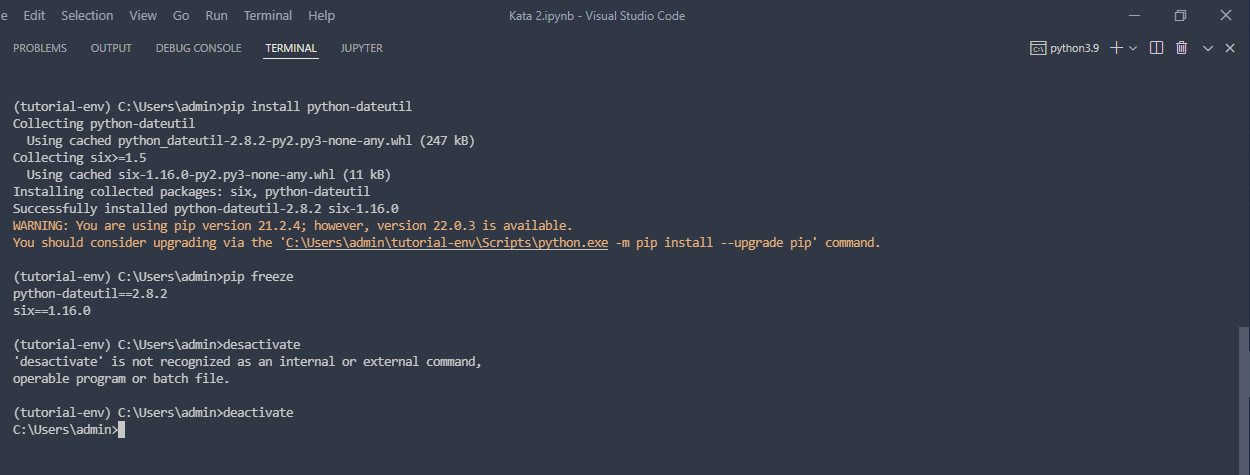 e Edit Selection View Go Run Terminal Help Kata 2.ipynb - Visual Studio Code
PROBLEMS OUTPUT DEBUG CONSOLE TERMINAL JUPYTER python3.9
(tutorial-env) C:\Users\admin>pip install python-dateutil
Collecting python-dateutil
  Using cached python_dateutil-2.8.2-py2.py3-none-any.whl (247 kB)
Collecting six>=1.5
  Using cached six-1.16.0-py2.py3-none-any.whl (11 kB)
Installing collected packages: six, python-dateutil
Successfully installed python-dateutil-2.8.2 six-1.16.0
WARNING: You are using pip version 21.2.4; however, version 22.0.3 is available.
You should consider upgrading via the 'C:\Users\admin\tutorial-env\Scripts\python.exe -m pip install --upgrade pip' command.
(tutorial-env) C:\Users\admin>pip freeze
python-dateutil==2.8.2
six==1.16.0
(tutorial-env) C:\Users\admin>desactivate
'desactivate' is not recognized as an internal or external command,
operable program or batch file.
(tutorial-env) C:\Users\admin>deactivate
C:\Users\admin>